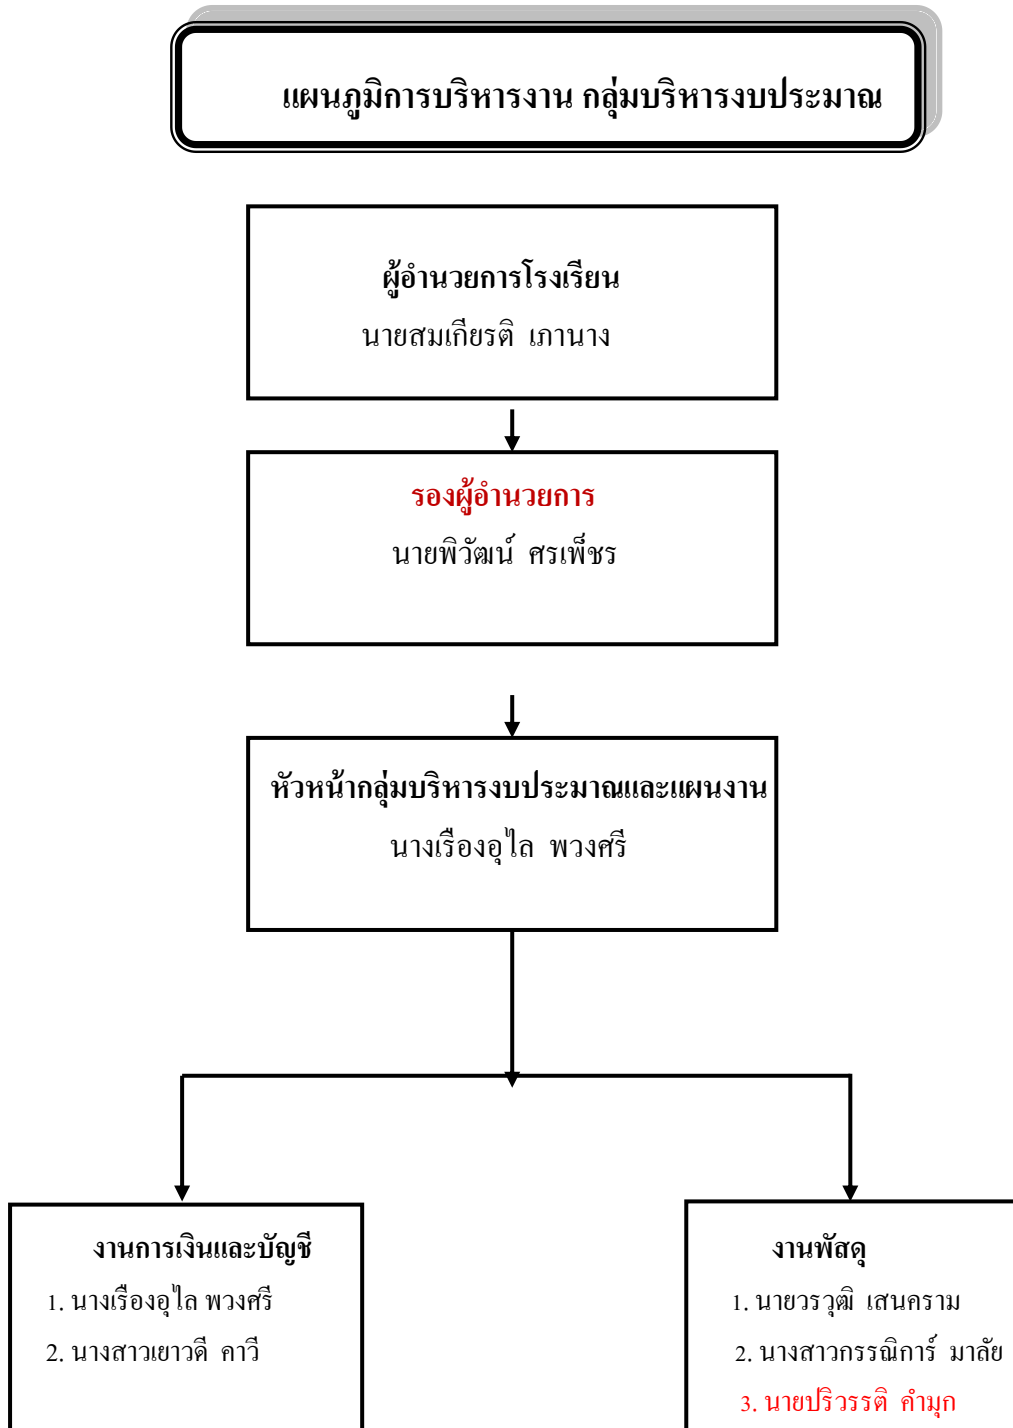 แผนภูมิการบริหารงาน กลุ่มบริหารงบประมาณ
ผู้อำนวยการโรงเรียน
นายสมเกียรติ เภานาง
รองผู้อำนวยการ
นายพิวัฒน์ ศรเพ็ชร
หัวหน้ากลุ่มบริหารงบประมาณและแผนงาน
นางเรืองอุไล พวงศรี
งานการเงินและบัญชี
1. นางเรืองอุไล พวงศรี
2. นางสาวเยาวดี คาวี
งานพัสดุ
1. นายวรวุฒิ เสนคราม
2. นางสาวกรรณิการ์ มาลัย
3. นายปริวรรติ คำมุก